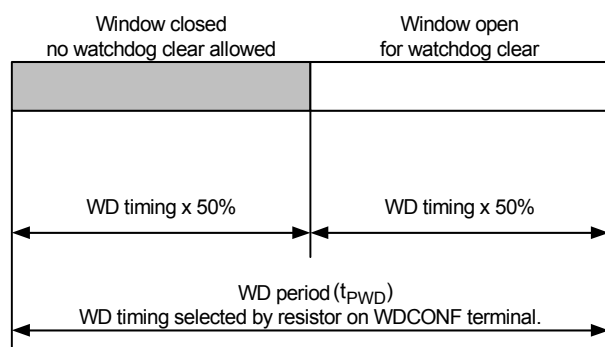 Window closed
no watchdog clear allowed
Window open
for watchdog clear
WD timing x 50%
WD timing x 50%
WD period (tPWD)
WD timing selected by resistor on WDCONF terminal.